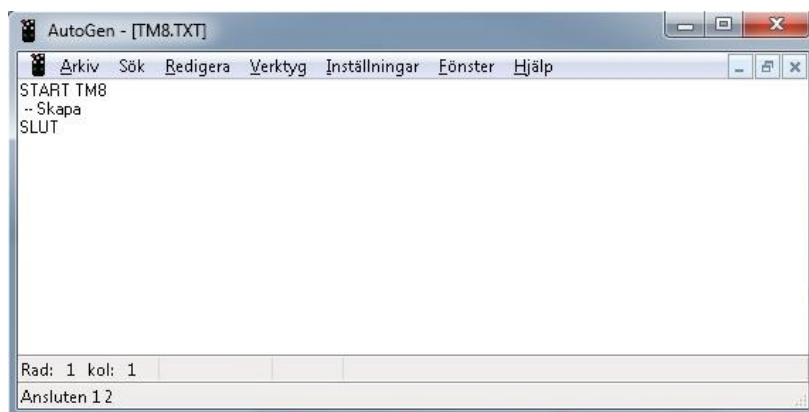 AutoGen - [TM8.TXT]
Arkiv Sök Redigera Verktyg Inställningar Fönster Hjälp
START TM8
-- Skapa
SLUT
Rad: 1 kol: 1
Ansluten 1 2